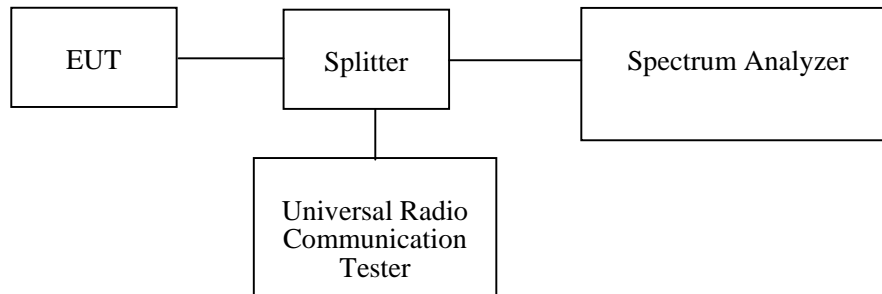 EUT
Splitter
Spectrum Analyzer
Universal Radio
Communication
Tester